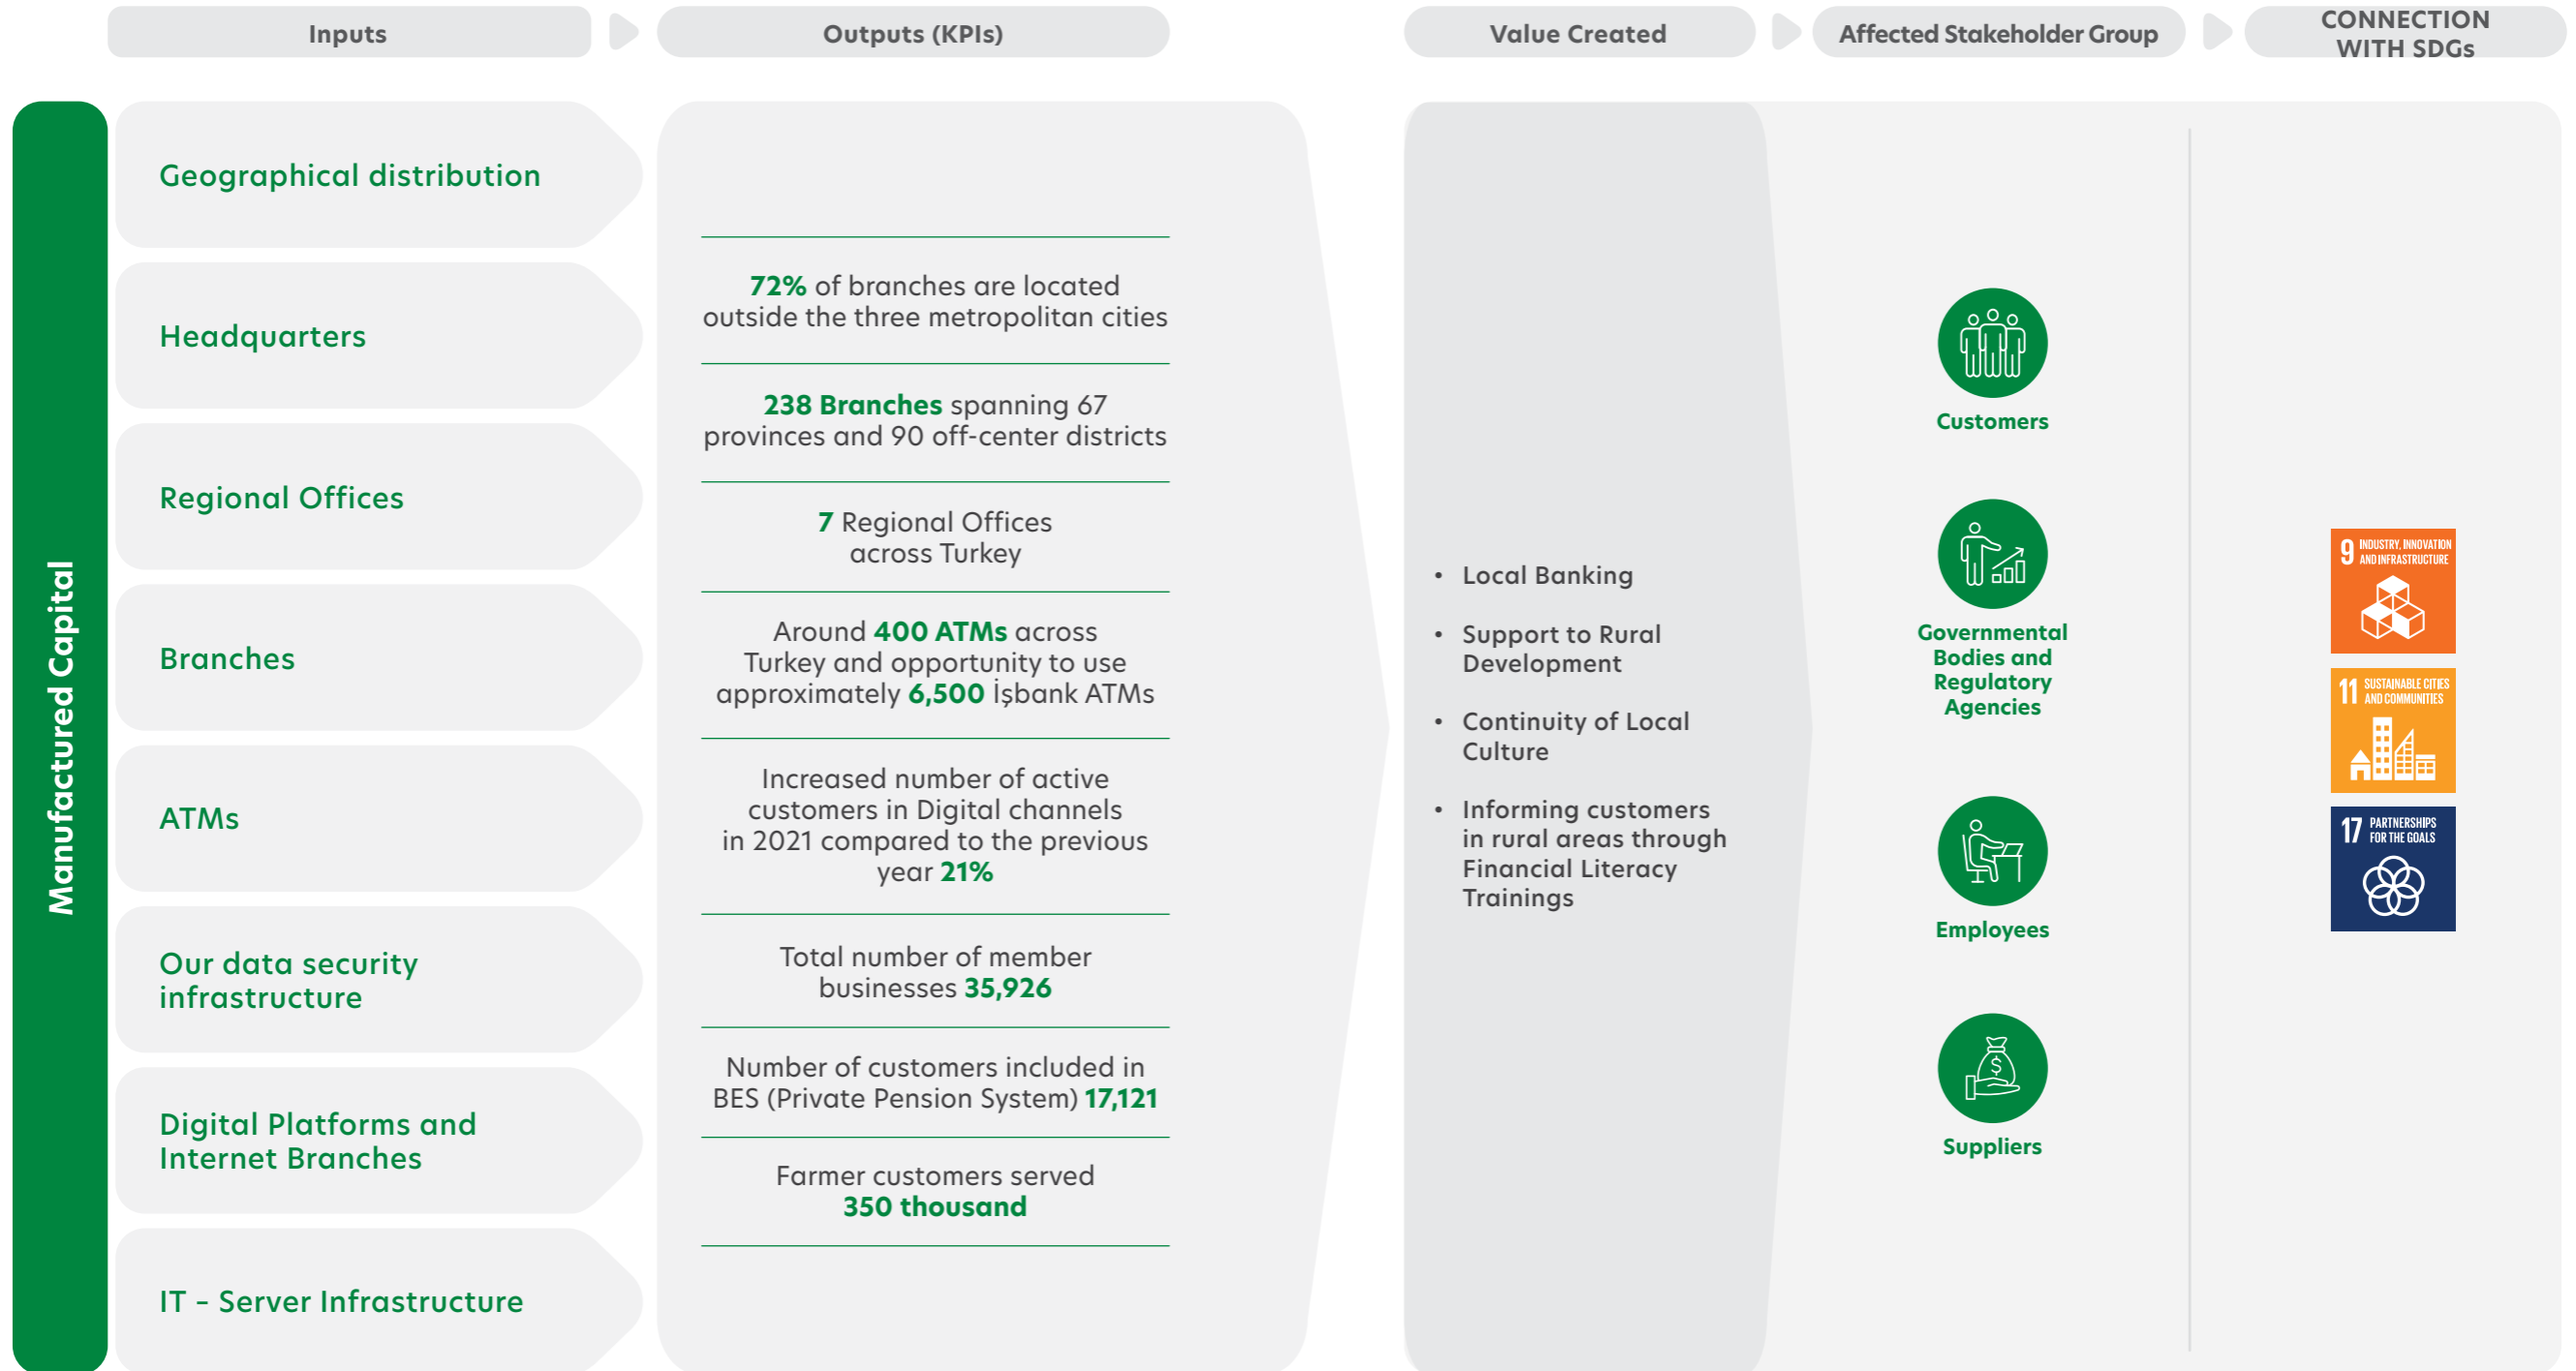 Inputs
Outputs (KPIs)
Value Created
Affected Stakeholder Group
CONNECTION
WITH SDGs
Manufactured Capital
Geographical distribution
Headquarters
Regional Offices
Branches
ATMs
Our data security
infrastructure
Digital Platforms and
Internet Branches
IT – Server Infrastructure
72% of branches are located
outside the three metropolitan cities
238 Branches spanning 67
provinces and 90 off-center districts
7 Regional Offices
across Turkey
Around 400 ATMs across
Turkey and opportunity to use
approximately 6,500 İşbank ATMs
Increased number of active
customers in Digital channels
in 2021 compared to the previous
year 21%
Total number of member
businesses 35,926
Number of customers included in
BES (Private Pension System) 17,121
Farmer customers served
350 thousand
• Local Banking
• Support to Rural
Development
• Continuity of Local
Culture
• Informing customers
in rural areas through
Financial Literacy
Trainings
Customers
Governmental
Bodies and
Regulatory
Agencies
Employees
$
Suppliers
9 INDUSTRY, INNOVATION
AND INFRASTRUCTURE
11 SUSTAINABLE CITIES
AND COMMUNITIES
17 PARTNERSHIPS
FOR THE GOALS